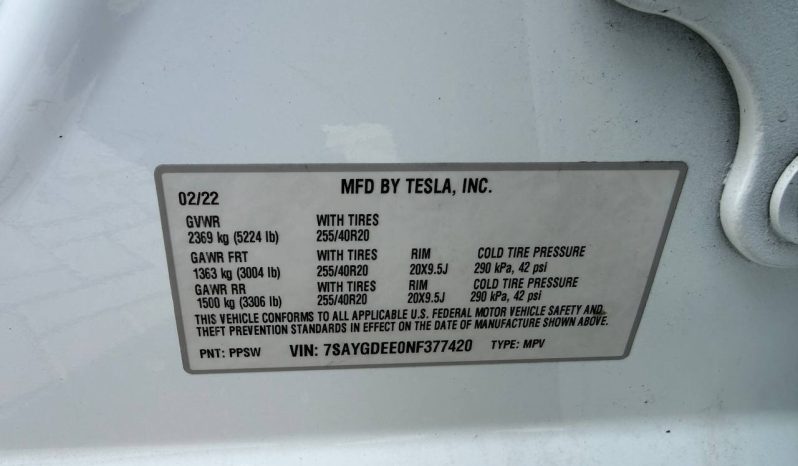 02/22 MFD BY TESLA, INC.
GVWR WITH TIRES
2369 kg (5224 lb) 255/40R20
GAWR FRT WITH TIRES RIM COLD TIRE PRESSURE
1363 kg (3004 lb) 255/40R20 20X9.5J 290 kPa, 42 psi
GAWR RR WITH TIRES RIM COLD TIRE PRESSURE
1500 kg (3306 lb) 255/40R20 20X9.5J 290 kPa, 42 psi
THIS VEHICLE CONFORMS TO ALL APPLICABLE U.S. FEDERAL MOTOR VEHICLE SAFETY AND
THEFT PREVENTION STANDARDS IN EFFECT ON THE DATE OF MANUFACTURE SHOWN ABOVE.
PNT: PPSW VIN: 7SAYGDEE0NF377420 TYPE: MPV